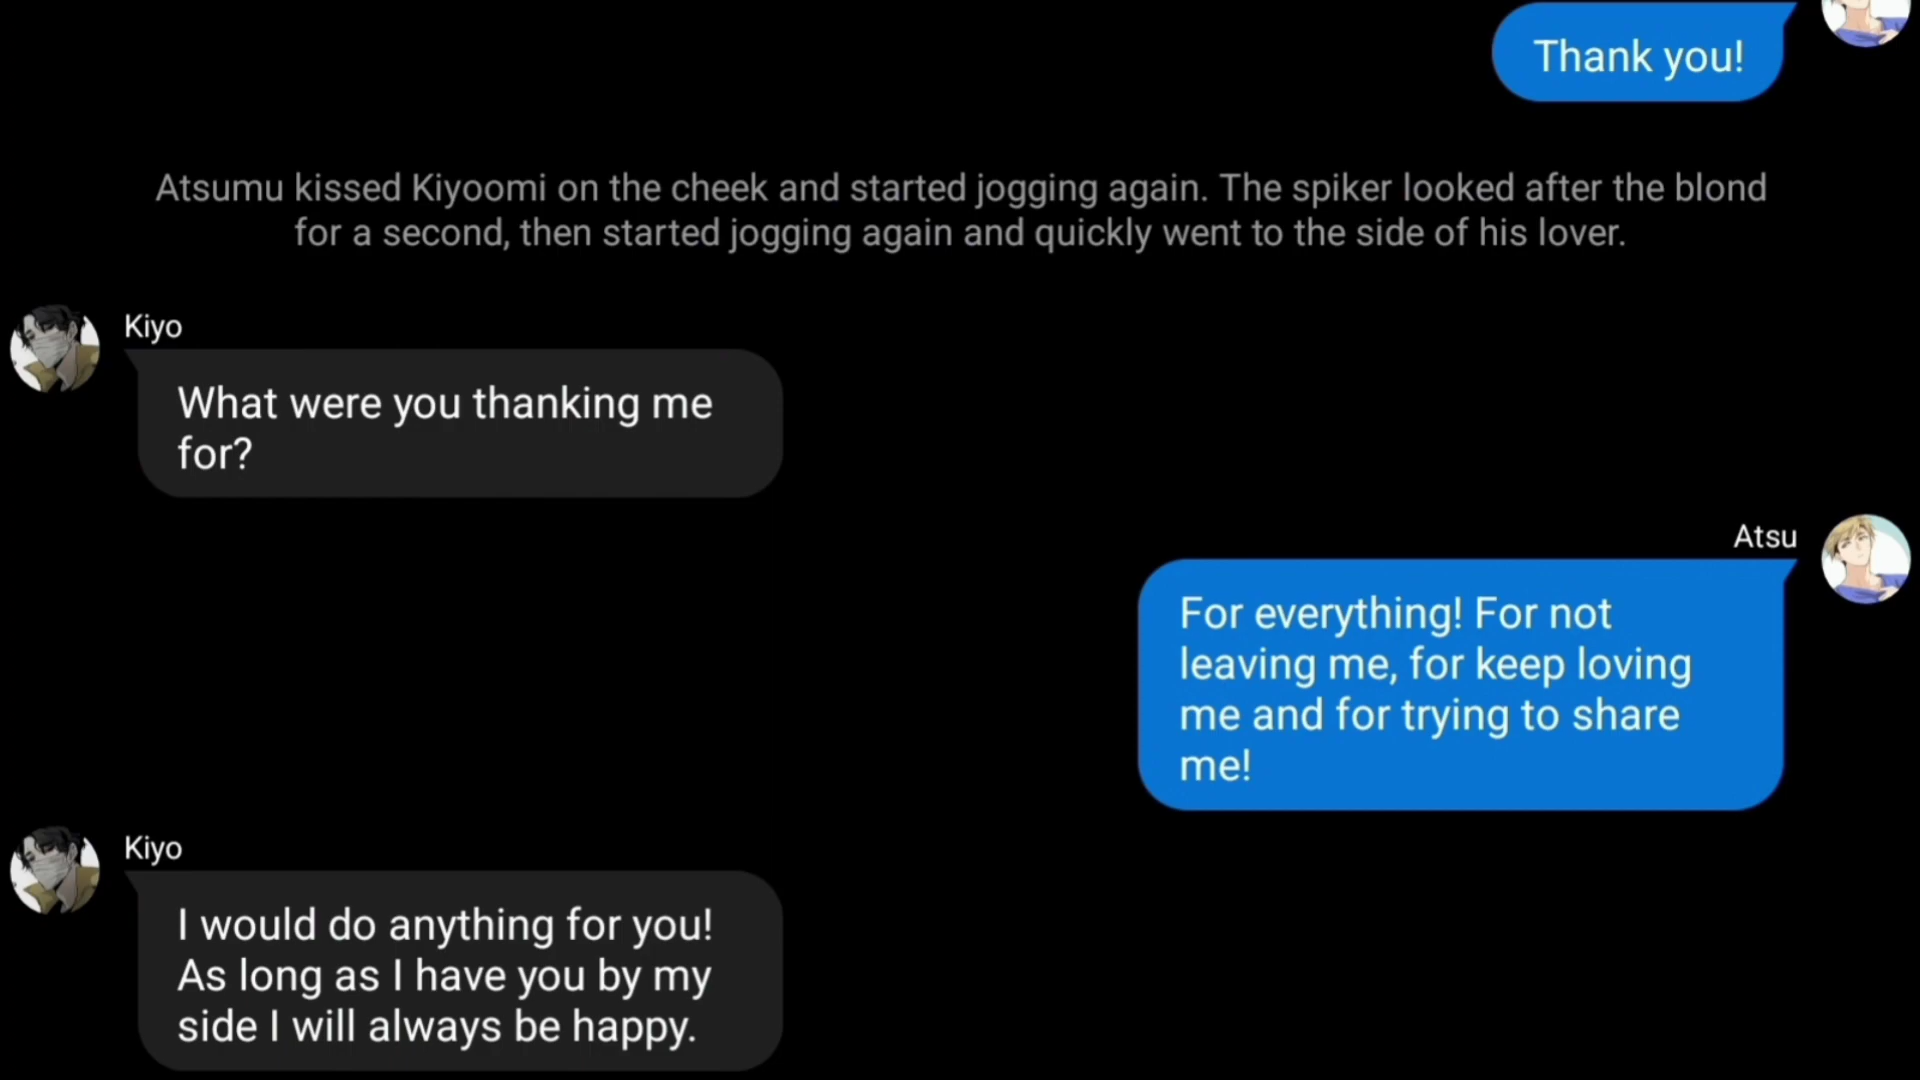 Thank you!
Atsumu kissed Kiyoomi on the cheek and started jogging again. The spiker looked after the blond
for a second, then started jogging again and quickly went to the side of his lover.
Kiyo
What were you thanking me
for?
Atsu
For everything! For not
leaving me, for keep loving
me and for trying to share
me!
Kiyo
I would do anything for you!
As long as I have you by my
side I will always be happy.